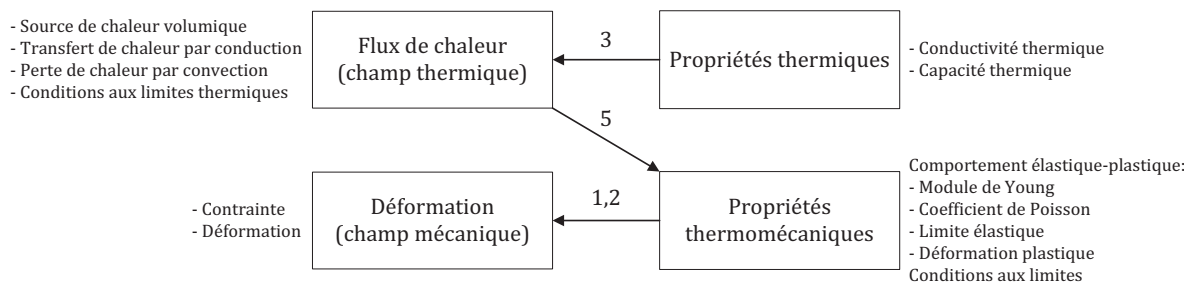 - Source de chaleur volumique
- Transfert de chaleur par conduction
- Perte de chaleur par convection
- Conditions aux limites thermiques
Flux de chaleur
(champ thermique)
3
Propriétés thermiques
- Conductivité thermique
- Capacité thermique
5
- Contrainte
- Déformation
Déformation
(champ mécanique)
1,2
Propriétés
thermomécaniques
Comportement élastique-plastique:
- Module de Young
- Coefficient de Poisson
- Limite élastique
- Déformation plastique
Conditions aux limites